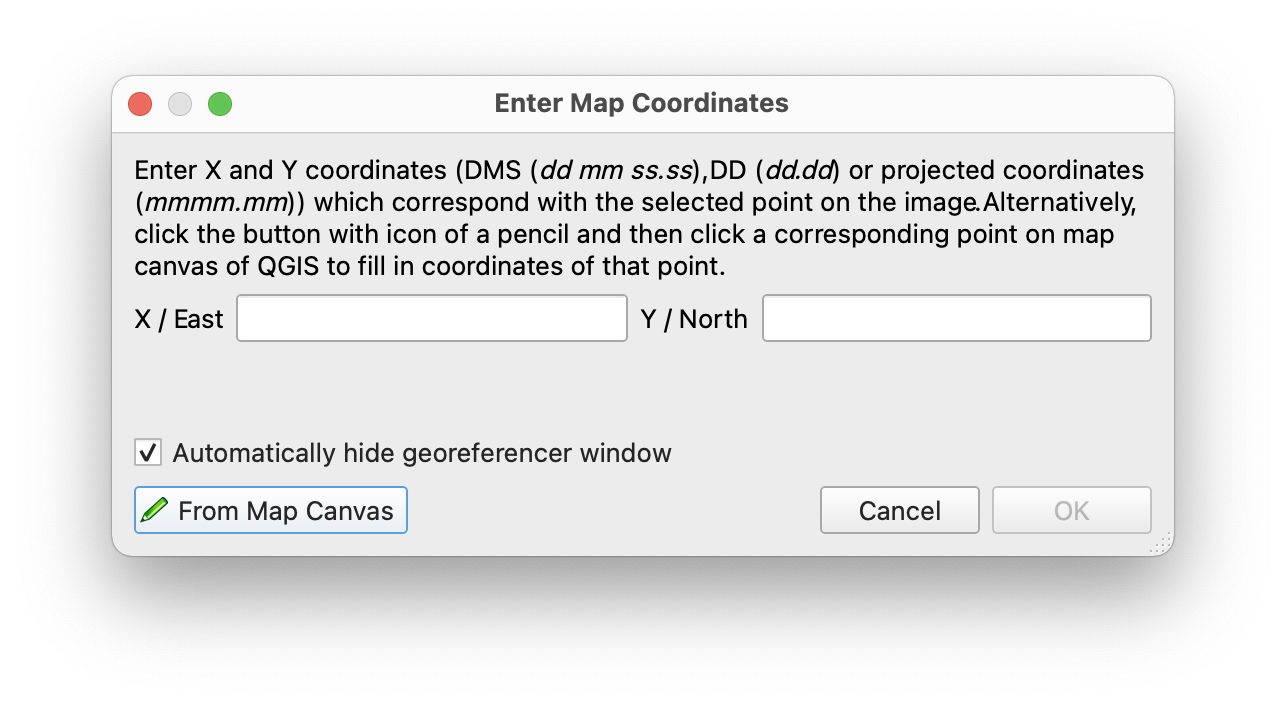 Enter Map Coordinates
Enter X and Y coordinates (DMS (dd mm ss.ss),DD (dd.dd) or projected coordinates
(mmmm.mm)) which correspond with the selected point on the image.Alternatively,
click the button with icon of a pencil and then click a corresponding point on map
canvas of QGIS to fill in coordinates of that point.
X / East Y / North
Automatically hide georeferencer window
From Map Canvas Cancel OK